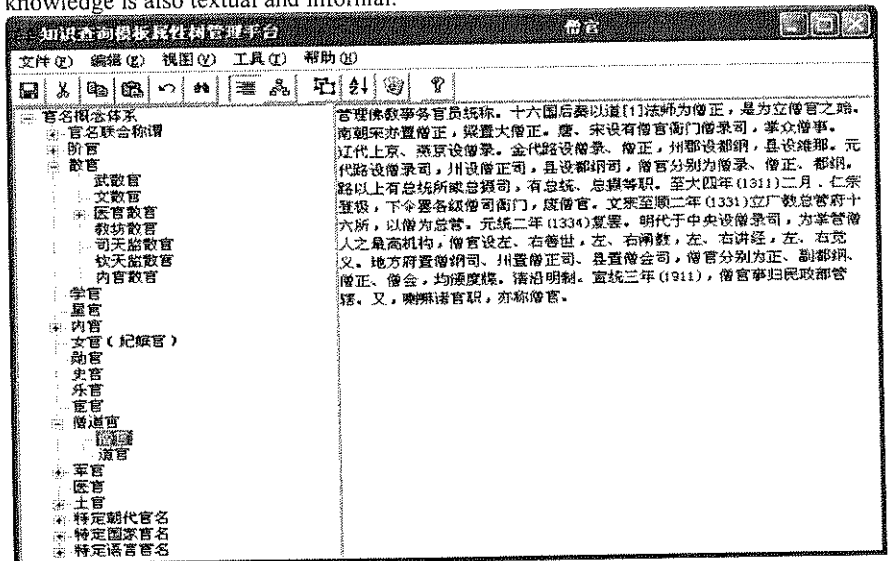 knowledge is also textual and informal.
知识查询模板属性树管理平台 僧官
文件(F) 编辑(E) 视图(V) 工具(T) 帮助(H)
官名概念体系
官名联合称谓
阶官
散官
武散官
文散官
医官散官
教坊散官
司天监散官
钦天监散官
内官散官
学官
星官
内官
女官(妃嫔官)
勋官
史官
乐官
宦官
僧道官
僧官
道官
军官
医官
土官
特定朝代官名
特定国家官名
特定语言官名
管理佛教事务官员统称。十六国后秦以道[1]法师为僧正,是为立僧官之始。
南朝宋亦置僧正,梁置大僧正。唐、宋设有僧官衙门僧录司,掌众僧事。
辽代上京、燕京设僧录。金代路设僧录、僧正,州郡设都纲,县设维那。元
代路设僧录司,州设僧正司,县设都纲司,僧官分别为僧录、僧正、都纲。
路以上有总统所或总摄司,有总统、总摄等职。至大四年(1311)二月,仁宗
登极,下令罢各级僧司衙门,废僧官。文宗至顺二年(1331)立广教总管府十
六所,以僧为总管。元统二年(1334)复罢。明代于中央设僧录司,为掌管僧
人之最高机构,僧官设左、右善世,左、右阐教,左、右讲经,左、右觉
义。地方府置僧纲司、州置僧正司、县置僧会司,僧官分别为正、副都纲、
僧正、僧会,均须度牒。清沿明制。宣统三年(1911),僧官事归民政部管
辖。又,喇嘛诸官职,亦称僧官。